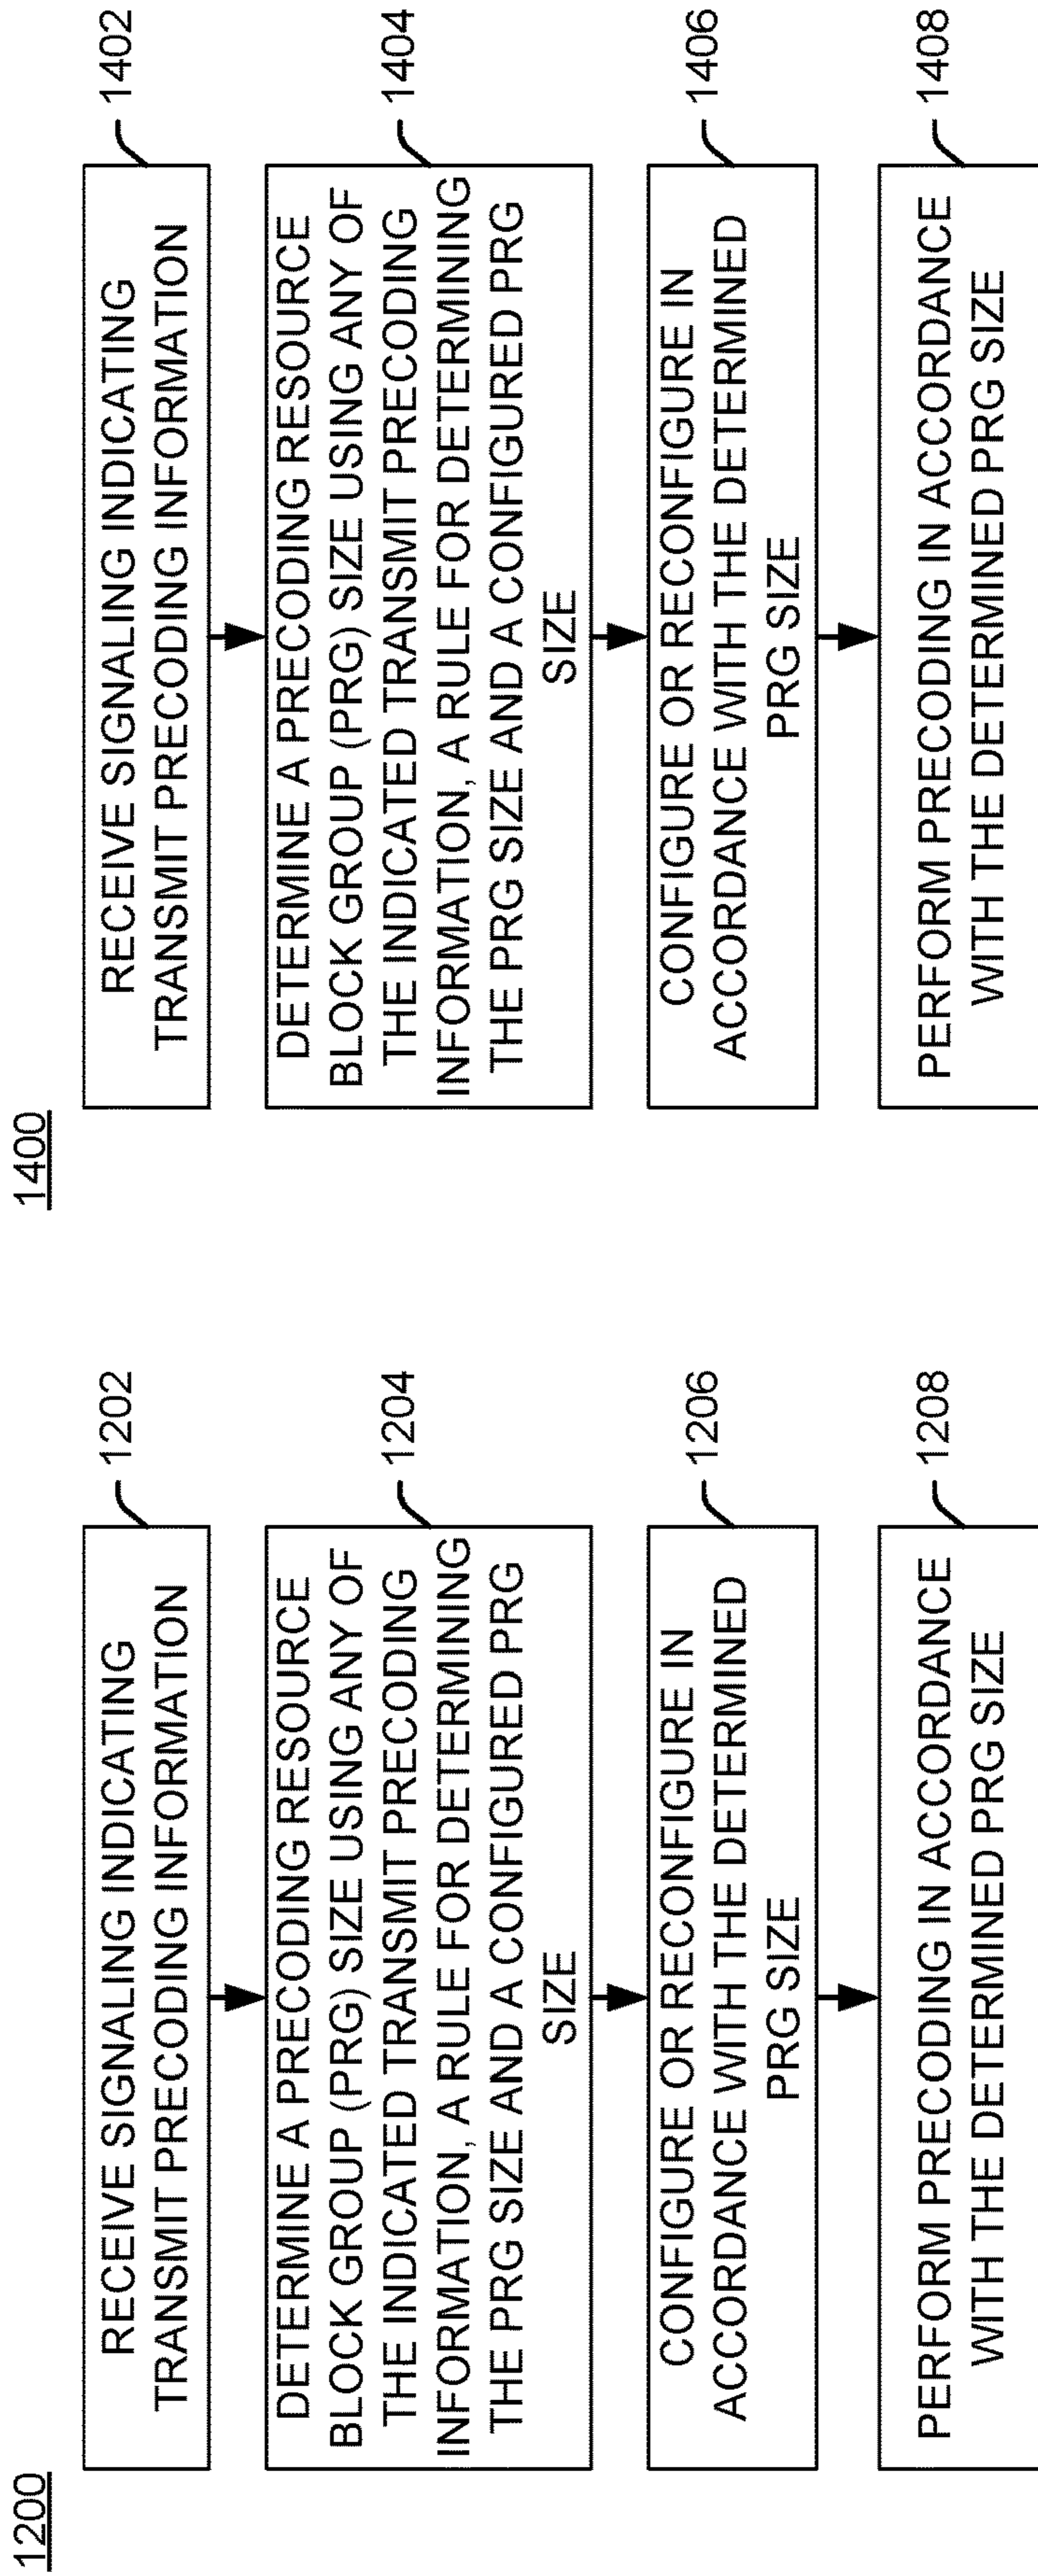 1200
RECEIVE SIGNALING INDICATING
TRANSMIT PRECODING INFORMATION
1202
DETERMINE A PRECODING RESOURCE
BLOCK GROUP (PRG) SIZE USING ANY OF
THE INDICATED TRANSMIT PRECODING
INFORMATION, A RULE FOR DETERMINING
THE PRG SIZE AND A CONFIGURED PRG
SIZE
1204
CONFIGURE OR RECONFIGURE IN
ACCORDANCE WITH THE DETERMINED
PRG SIZE
1206
PERFORM PRECODING IN ACCORDANCE
WITH THE DETERMINED PRG SIZE
1208
1400
RECEIVE SIGNALING INDICATING
TRANSMIT PRECODING INFORMATION
1402
DETERMINE A PRECODING RESOURCE
BLOCK GROUP (PRG) SIZE USING ANY OF
THE INDICATED TRANSMIT PRECODING
INFORMATION, A RULE FOR DETERMINING
THE PRG SIZE AND A CONFIGURED PRG
SIZE
1404
CONFIGURE OR RECONFIGURE IN
ACCORDANCE WITH THE DETERMINED
PRG SIZE
1406
PERFORM PRECODING IN ACCORDANCE
WITH THE DETERMINED PRG SIZE
1408